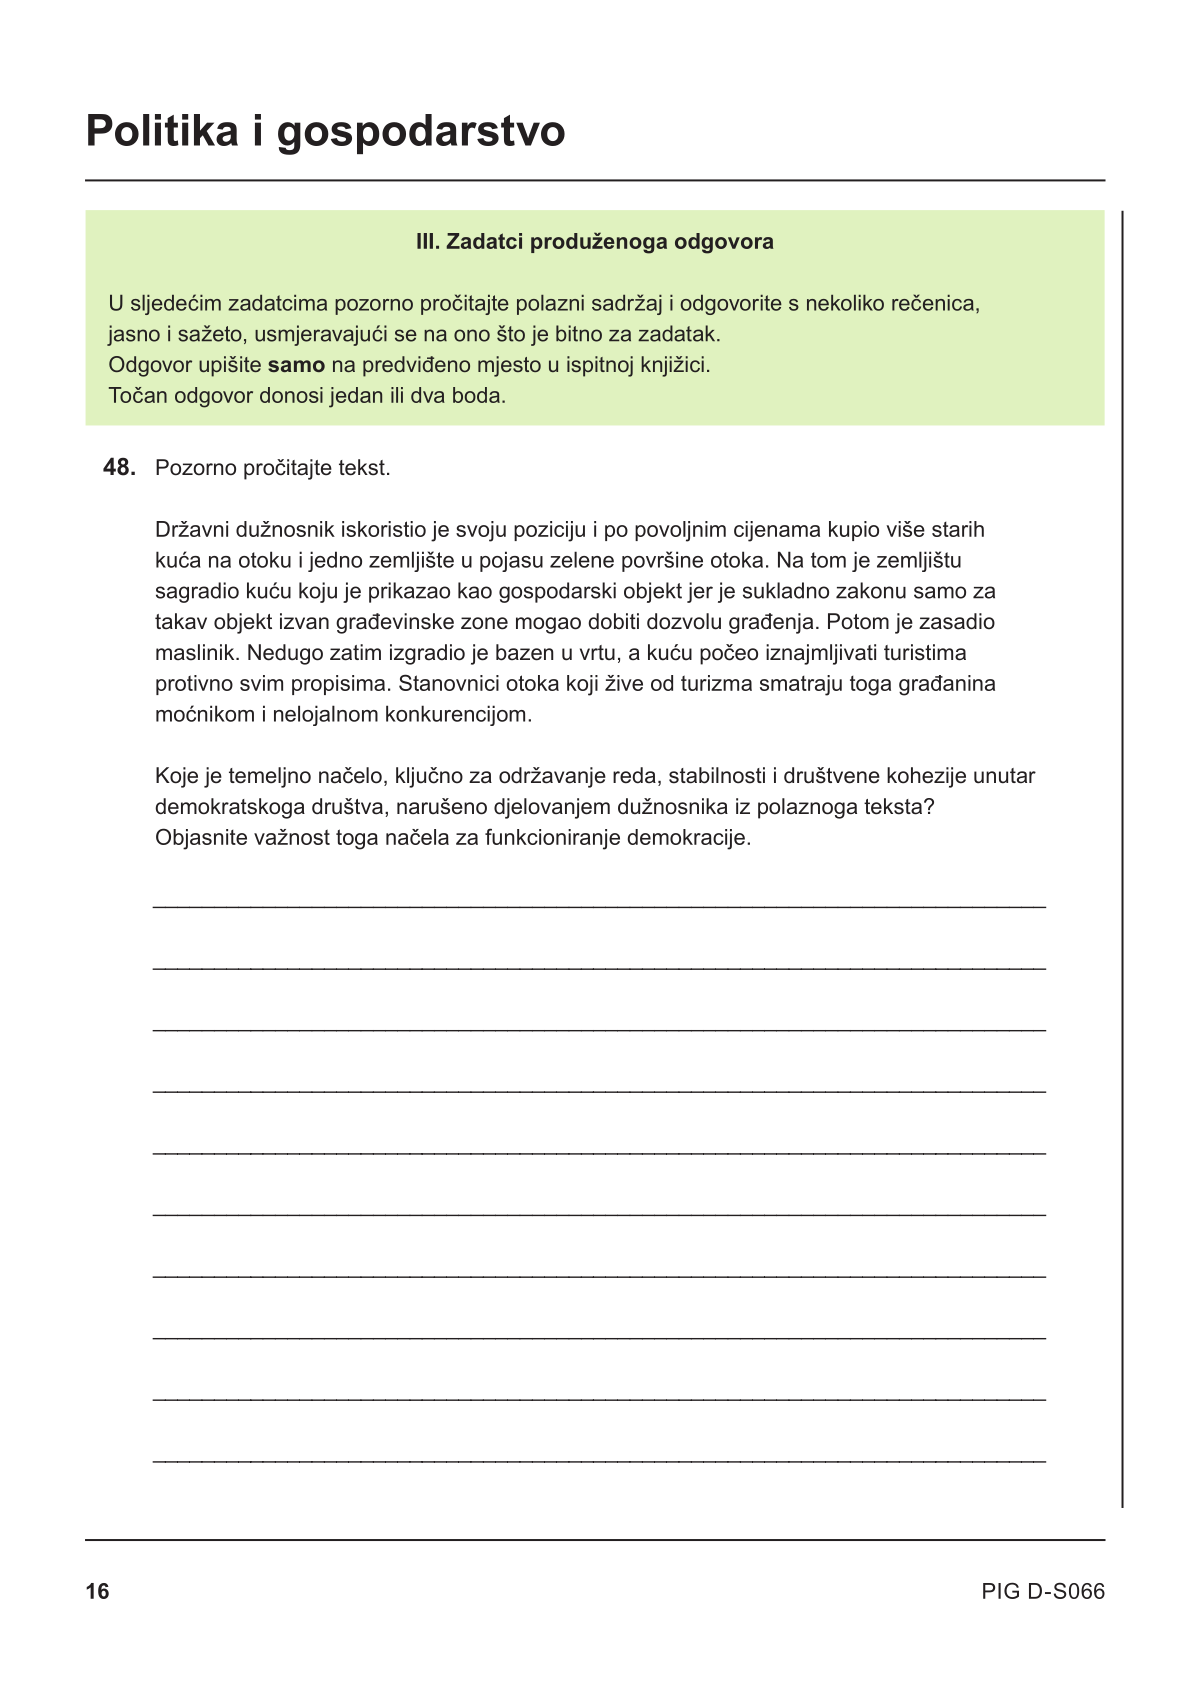 Politika i gospodarstvo
III. Zadatci produženoga odgovora
U sljedećim zadatcima pozorno pročitajte polazni sadržaj i odgovorite s nekoliko rečenica,
jasno i sažeto, usmjeravajući se na ono što je bitno za zadatak.
Odgovor upišite samo na predviđeno mjesto u ispitnoj knjižici.
Točan odgovor donosi jedan ili dva boda.
48. Pozorno pročitajte tekst.
Državni dužnosnik iskoristio je svoju poziciju i po povoljnim cijenama kupio više starih
kuća na otoku i jedno zemljište u pojasu zelene površine otoka. Na tom je zemljištu
sagradio kuću koju je prikazao kao gospodarski objekt jer je sukladno zakonu samo za
takav objekt izvan građevinske zone mogao dobiti dozvolu građenja. Potom je zasadio
maslinik. Nedugo zatim izgradio je bazen u vrtu, a kuću počeo iznajmljivati turistima
protivno svim propisima. Stanovnici otoka koji žive od turizma smatraju toga građanina
moćnikom i nelojalnom konkurencijom.
Koje je temeljno načelo, ključno za održavanje reda, stabilnosti i društvene kohezije unutar
demokratskoga društva, narušeno djelovanjem dužnosnika iz polaznoga teksta?
Objasnite važnost toga načela za funkcioniranje demokracije.
16
PIG D-S066